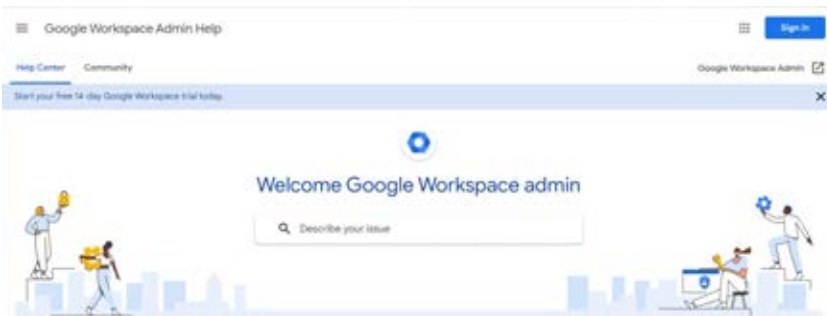 Google Workspace Admin Help
Sign in
Help Center Community
Google Workspace Admin
Start your free 14-day Google Workspace trial today.
Welcome Google Workspace admin
Describe your issue